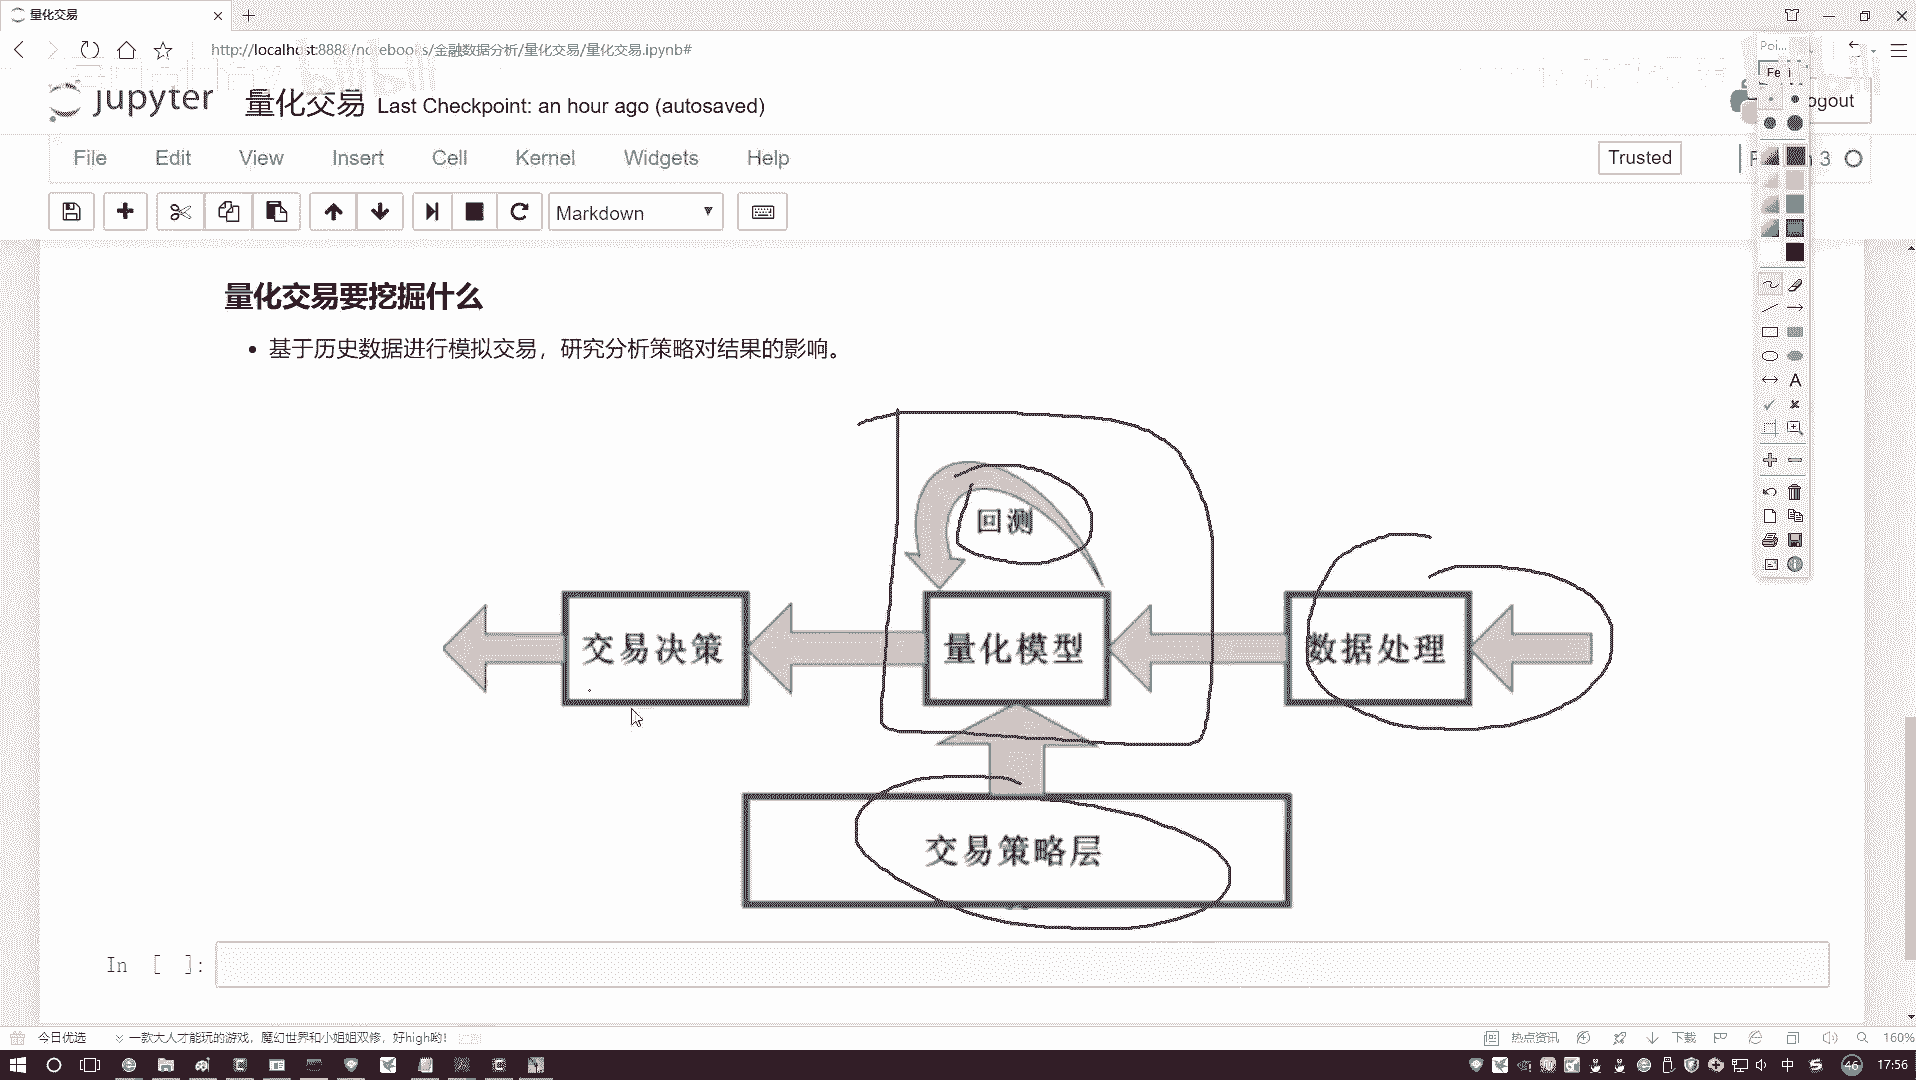 量化交易
http://localhost:8888/notebooks/金融数据分析/量化交易/量化交易.ipynb#
Poi...
jupyter 量化交易 Last Checkpoint: an hour ago (autosaved)
ogout
File Edit View Insert Cell Kernel Widgets Help
Trusted
3
Markdown
量化交易要挖掘什么
基于历史数据进行模拟交易，研究分析策略对结果的影响。
回测
交易决策 量化模型 数据处理
交易策略层
In [ ]:
今日优选 一款大人才能玩的游戏，魔幻世界和小姐姐双修，好high哟！
热点资讯 下载 160%
中 46 17:56